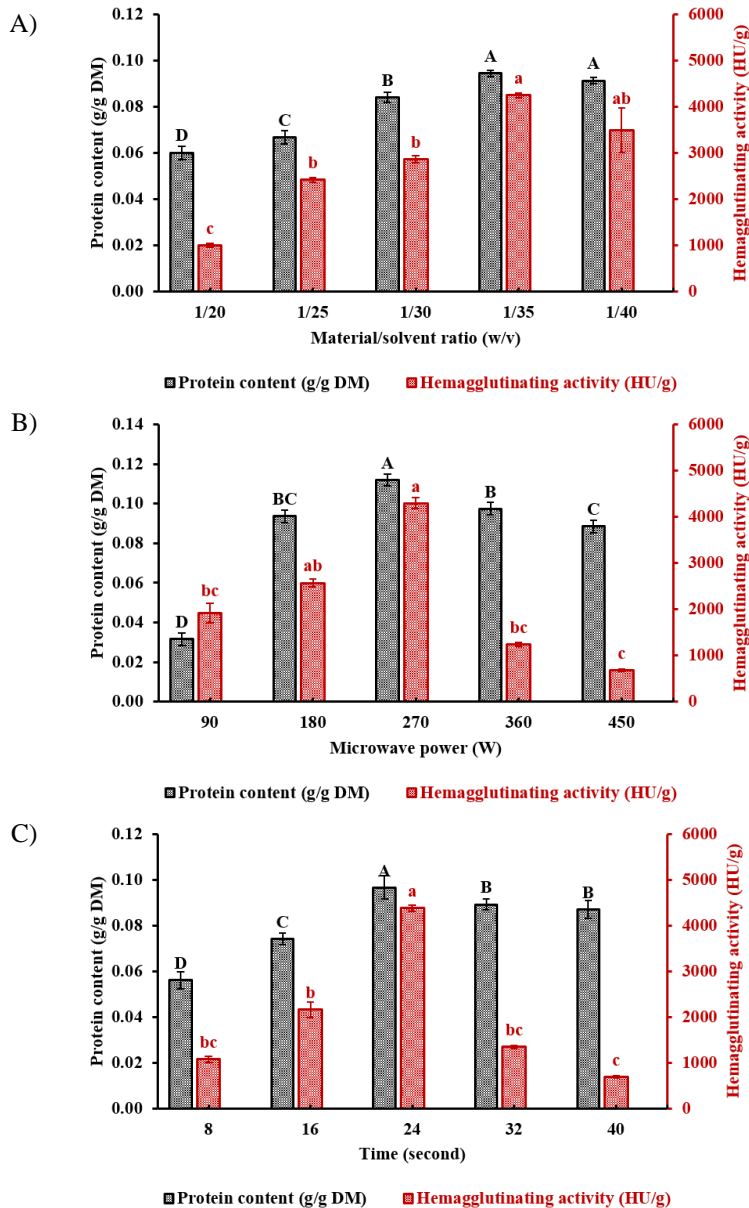 A)
Protein content (g/g DM)
0.12
0.10
0.08
0.06
0.04
0.02
0.00
D
c
C
b
B
b
A
a
A
ab
6000
5000
4000
3000
2000
1000
0
Hemagglutinating activity (HU/g)
1/20 1/25 1/30 1/35 1/40
Material/solvent ratio (w/v)
Protein content (g/g DM) Hemagglutinating activity (HU/g)
B)
Protein content (g/g DM)
0.14
0.12
0.10
0.08
0.06
0.04
0.02
0.00
D
bc
BC
ab
A
a
B
bc
C
c
6000
5000
4000
3000
2000
1000
0
Hemagglutinating activity (HU/g)
90 180 270 360 450
Microwave power (W)
Protein content (g/g DM) Hemagglutinating activity (HU/g)
C)
Protein content (g/g DM)
0.12
0.10
0.08
0.06
0.04
0.02
0.00
D
bc
C
b
A
a
B
bc
B
c
6000
5000
4000
3000
2000
1000
0
Hemagglutinating activity (HU/g)
8 16 24 32 40
Time (second)
Protein content (g/g DM) Hemagglutinating activity (HU/g)